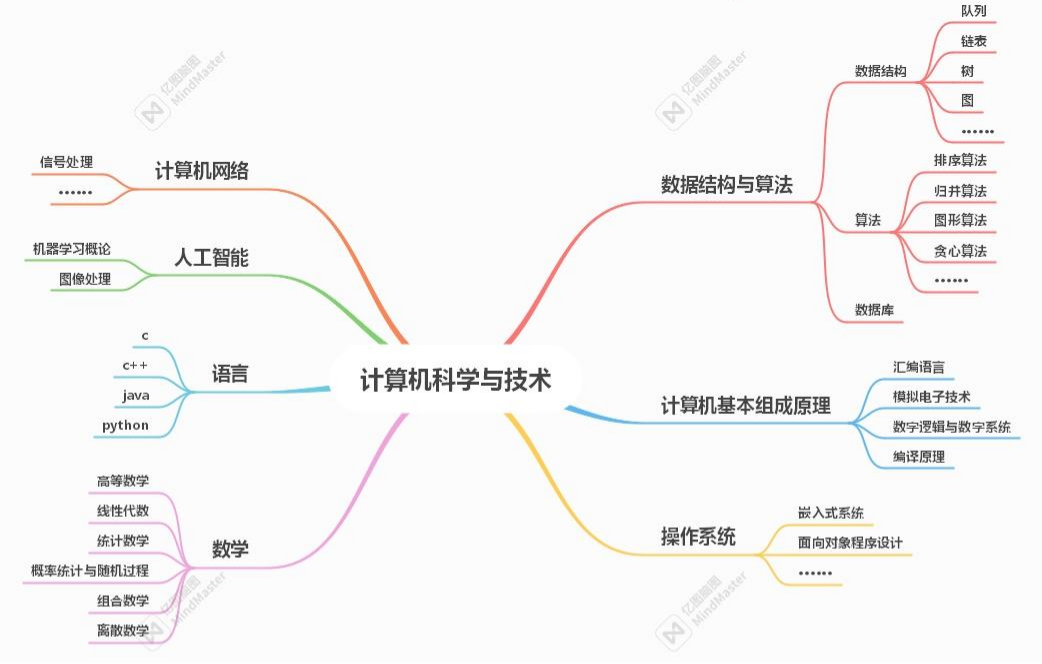 计算机科学与技术
数据结构与算法
数据结构
队列
链表
树
图
......
算法
排序算法
归并算法
图形算法
贪心算法
......
数据库
计算机基本组成原理
汇编语言
模拟电子技术
数字逻辑与数字系统
编译原理
操作系统
嵌入式系统
面向对象程序设计
......
计算机网络
信号处理
......
人工智能
机器学习概论
图像处理
语言
c
c++
java
python
数学
高等数学
线性代数
统计数学
概率统计与随机过程
组合数学
离散数学
亿图脑图
MindMaster
亿图脑图
MindMaster
亿图脑图
MindMaster
亿图脑图
MindMaster